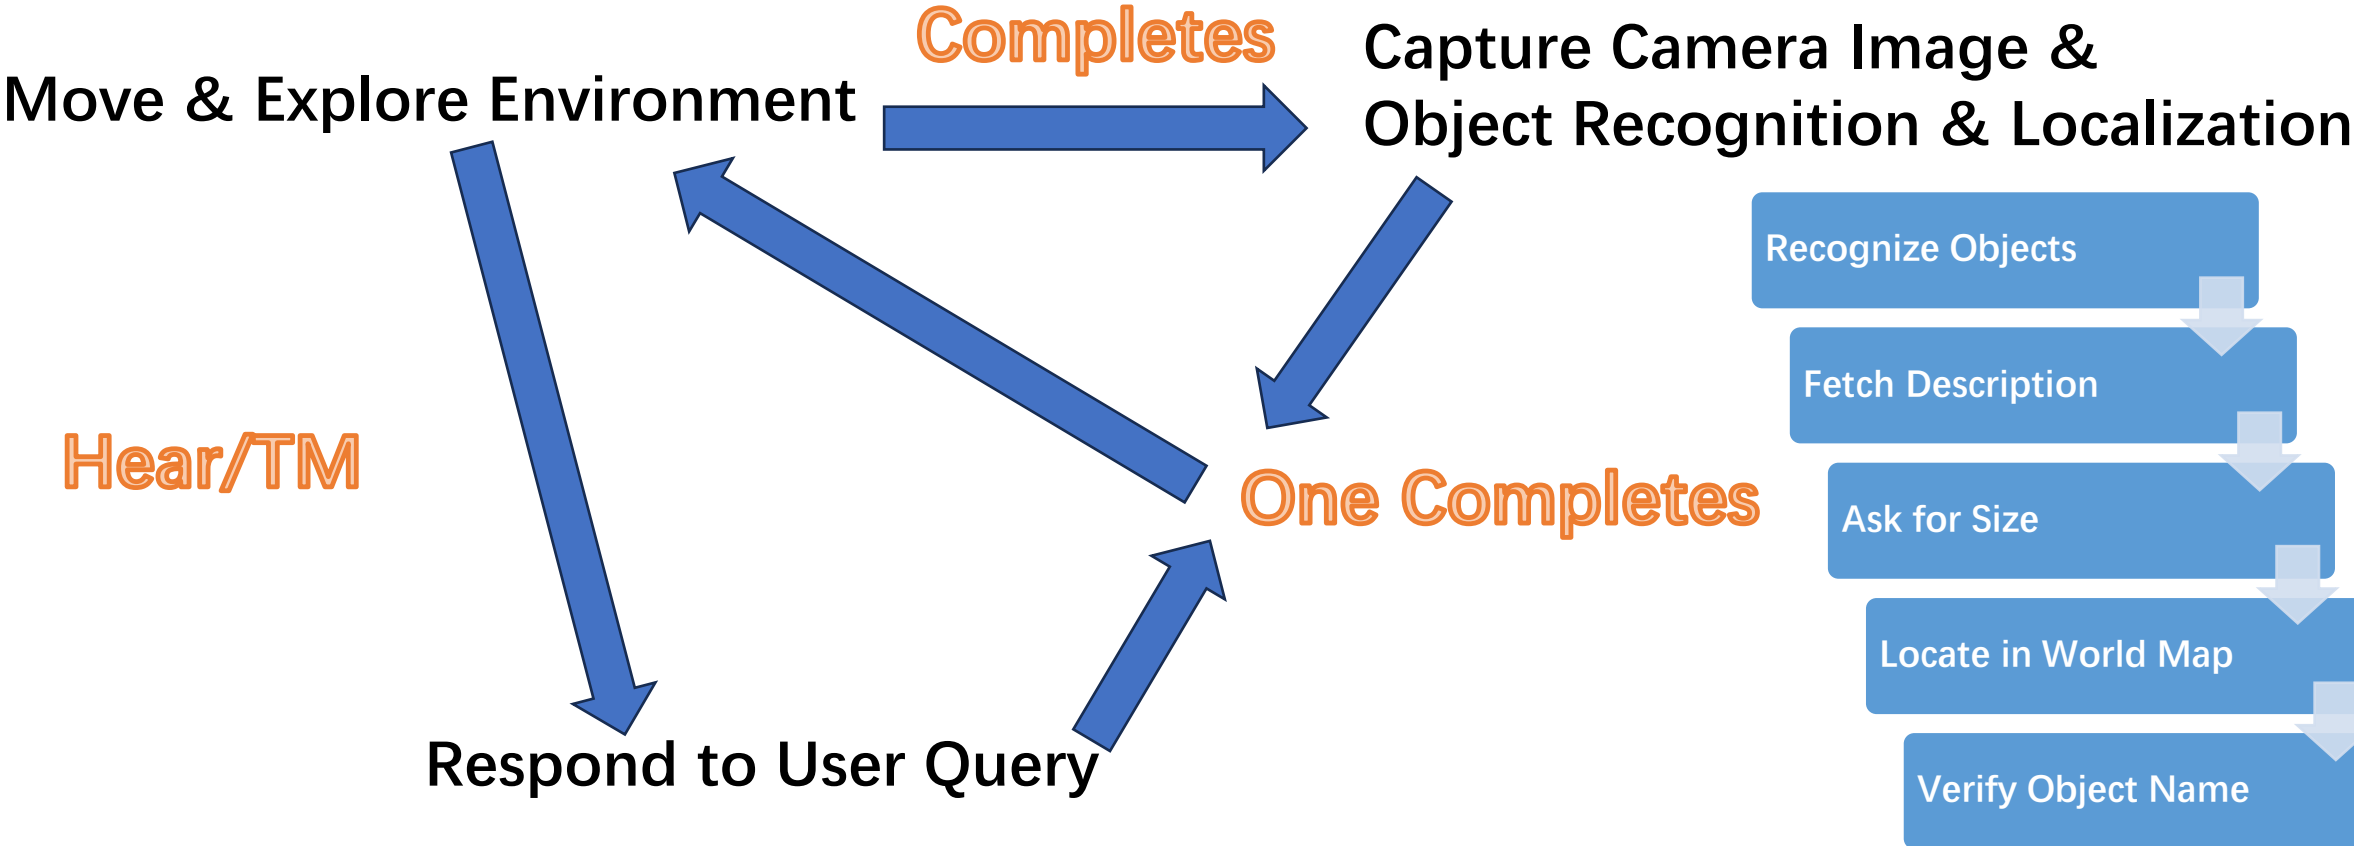 Completes
Move & Explore Environment
Capture Camera Image &
Object Recognition & Localization
Recognize Objects
Fetch Description
Hear/TM
One Completes
Ask for Size
Locate in World Map
Respond to User Query
Verify Object Name